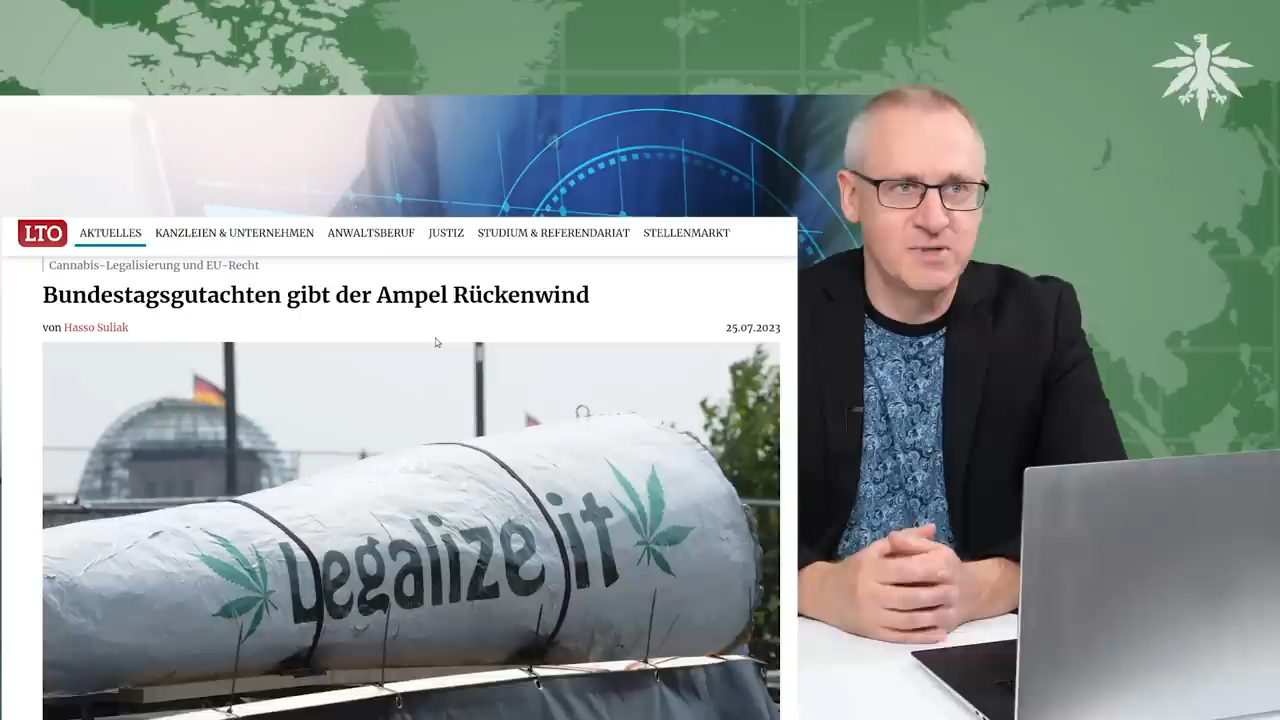 LTO
AKTUELLES KANZLEIEN & UNTERNEHMEN ANWALTSBERUF JUSTIZ STUDIUM & REFERENDARIAT STELLENMARKT
Cannabis-Legalisierung und EU-Recht
Bundestagsgutachten gibt der Ampel Rückenwind
von Hasso Suliak 25.07.2023
Legalize it